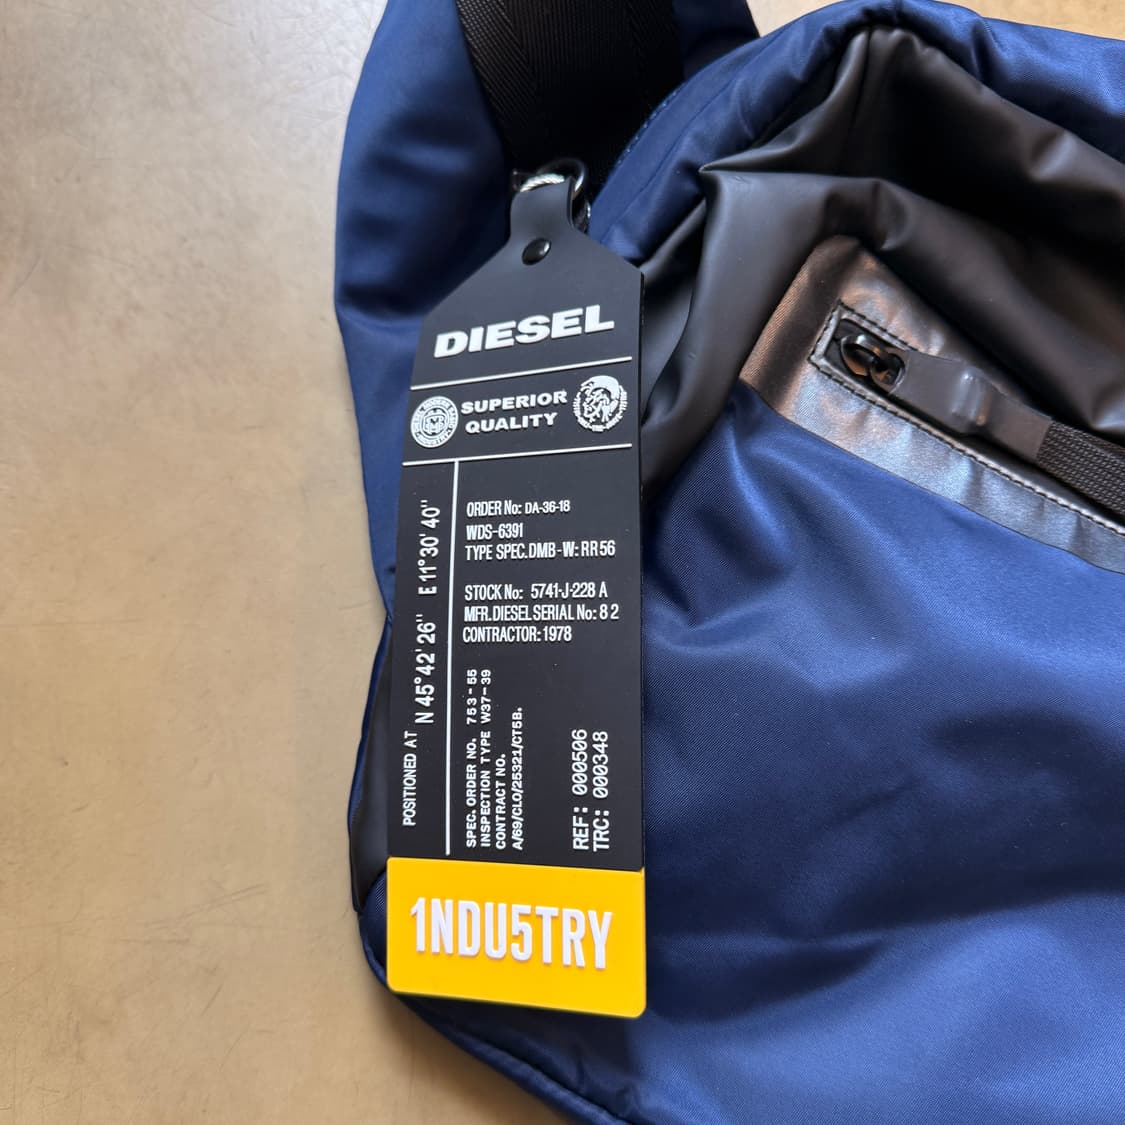 DIESEL
SUPERIOR
QUALITY
ORDER No: DA-36-18
WDS-6391
TYPE SPEC.DMB-W: RR56
STOCK No: 5741-J-228 A
MFR.DIESEL SERIAL No: 8 2
CONTRACTOR: 1978
POSITIONED AT N 45°42'26" E 11°30'40"
SPEC. ORDER NO. 753-55
INSPECTION TYPE W37-39
CONTRACT NO.
A/69/CLO/25321/CT5B.
REF: 000506
TRC: 000348
1NDU5TRY